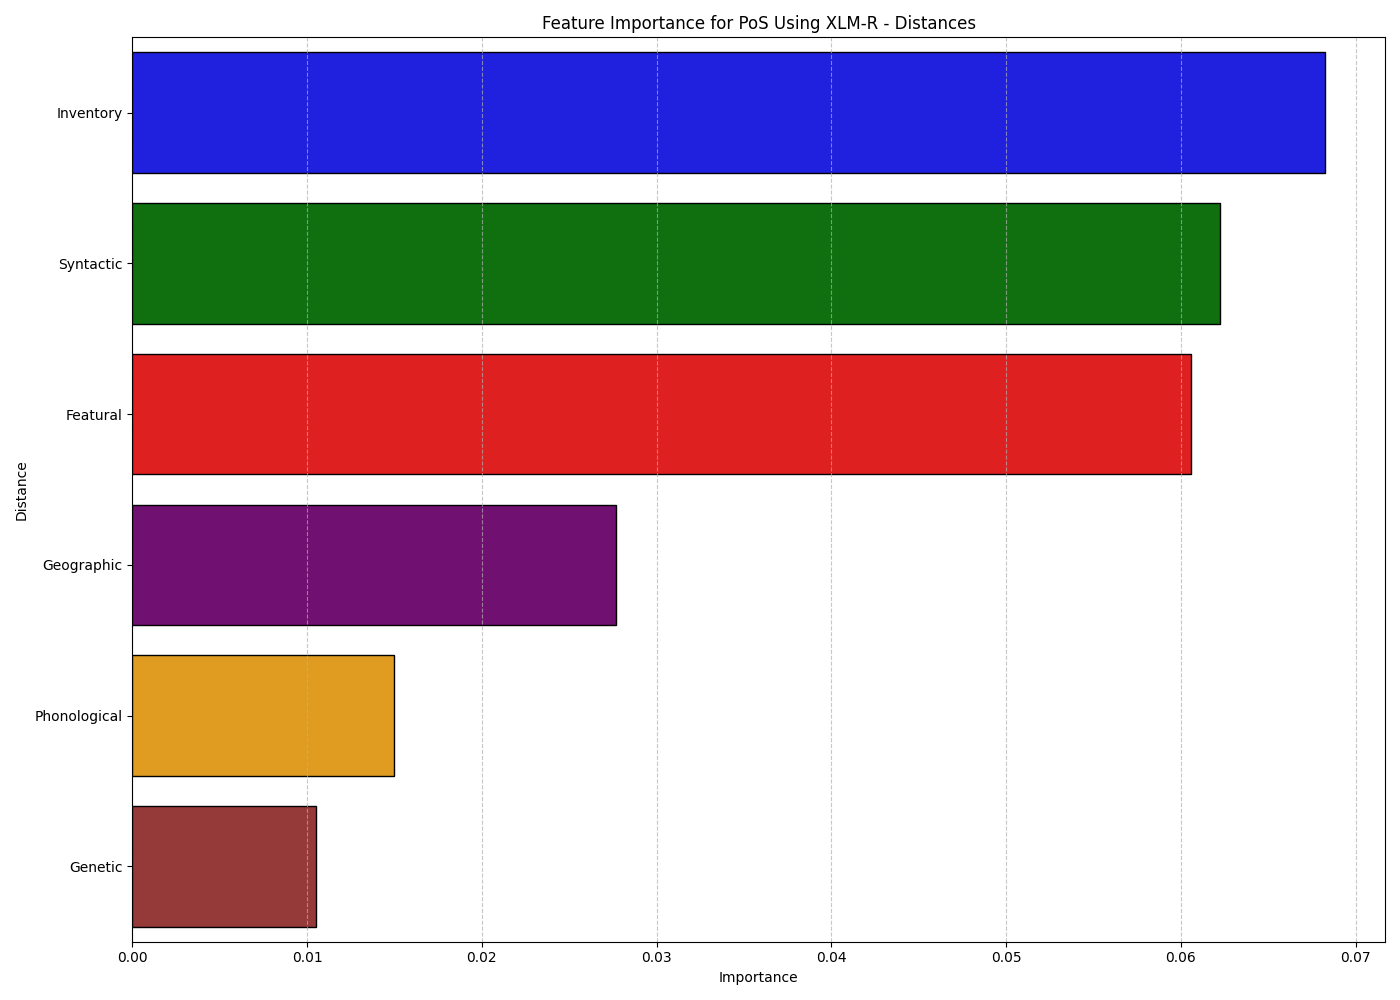 Feature Importance for PoS Using XLM-R - Distances
Inventory
Syntactic
Featural
Geographic
Phonological
Genetic
Distance
0.00 0.01 0.02 0.03 0.04 0.05 0.06 0.07
Importance